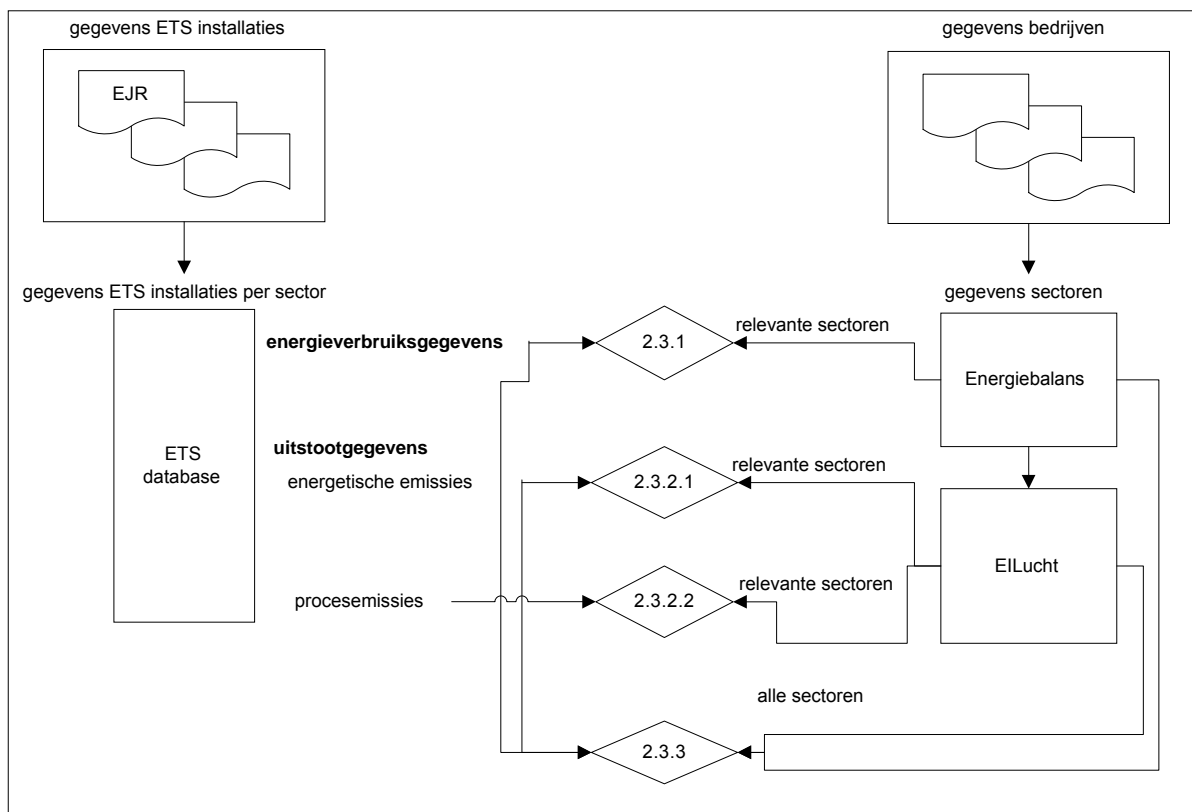 gegevens ETS installaties
gegevens bedrijven
EJR
gegevens ETS installaties per sector
gegevens sectoren
energieverbruiksgegevens
2.3.1
relevante sectoren
Energiebalans
ETS
database
uitstootgegevens
energetische emissies
2.3.2.1
relevante sectoren
EILucht
procesemissies
2.3.2.2
relevante sectoren
alle sectoren
2.3.3